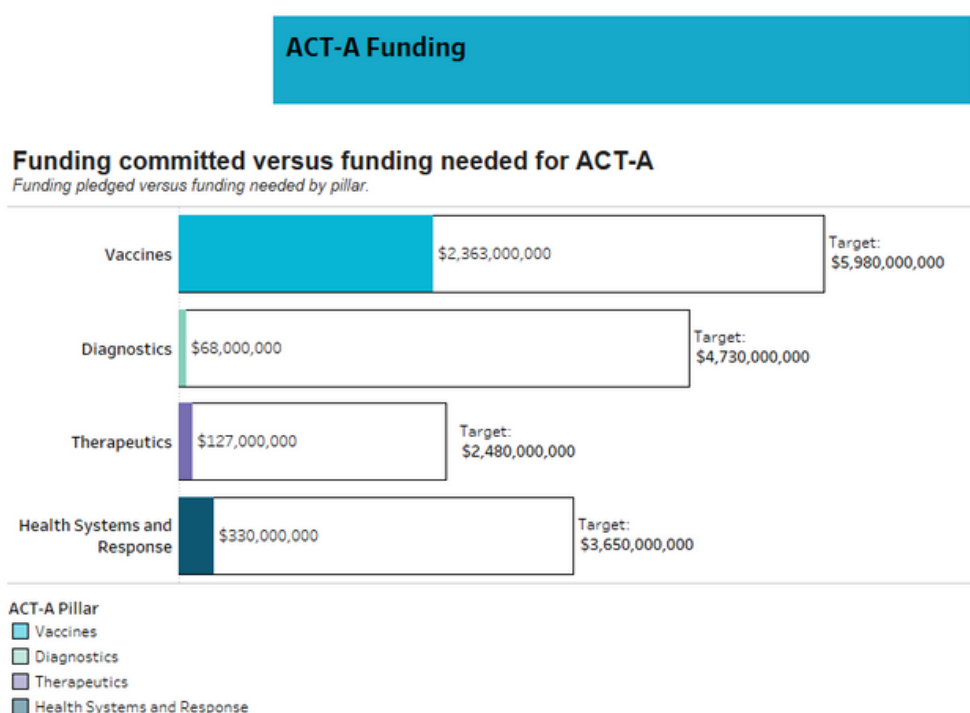 ACT-A Funding
Funding committed versus funding needed for ACT-A
Funding pledged versus funding needed by pillar.
Vaccines
$2,363,000,000
Target:
$5,980,000,000
Diagnostics
$68,000,000
Target:
$4,730,000,000
Therapeutics
$127,000,000
Target:
$2,480,000,000
Health Systems and
Response
$330,000,000
Target:
$3,650,000,000
ACT-A Pillar
Vaccines
Diagnostics
Therapeutics
Health Systems and Response